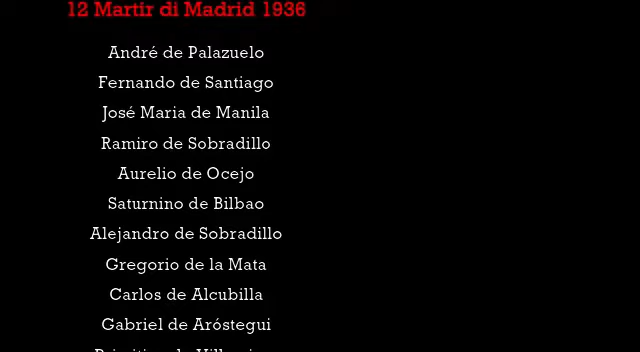 12 Martir di Madrid 1936
André de Palazuelo
Fernando de Santiago
José Maria de Manila
Ramiro de Sobradillo
Aurelio de Ocejo
Saturnino de Bilbao
Alejandro de Sobradillo
Gregorio de la Mata
Carlos de Alcubilla
Gabriel de Aróstegui